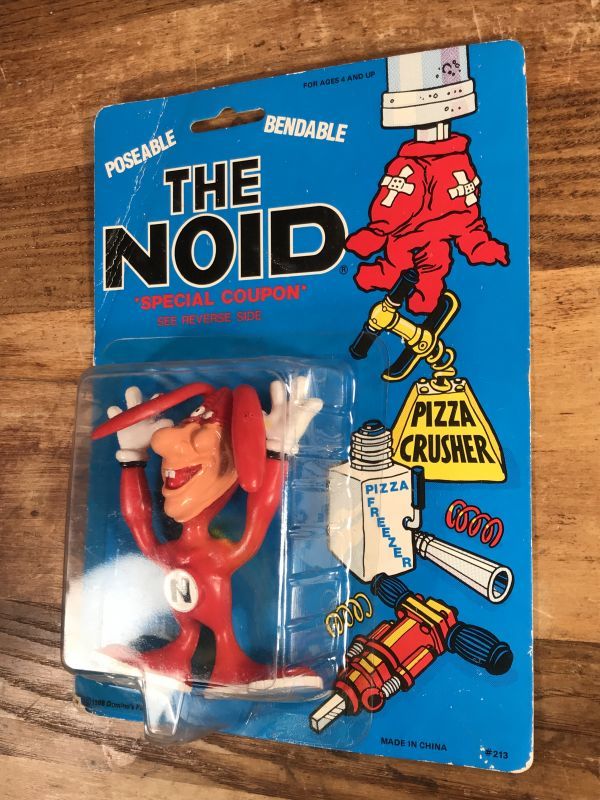 FOR AGES 4 AND UP
POSEABLE
BENDABLE
THE
NOID®
"SPECIAL COUPON"
SEE REVERSE SIDE
PIZZA
CRUSHER
PIZZA
FREEZER
N
Domino's
MADE IN CHINA
#213